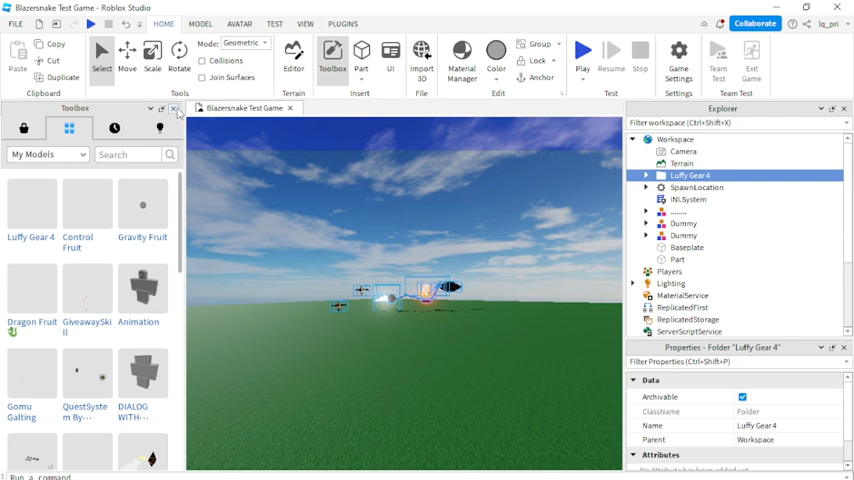 Blazersnake Test Game - Roblox Studio
FILE HOME MODEL AVATAR TEST VIEW PLUGINS Collaborate lq_pri
Paste Copy Cut Duplicate
Select Move Scale Rotate Mode: Geometric
Collisions
Join Surfaces
Editor Toolbox Part UI Import 3D Material Manager Color Group Lock Anchor Play Resume Stop Game Settings Team Test Exit Game
Clipboard Tools Terrain Insert File Edit Test Settings Team Test
Toolbox
Blazersnake Test Game
My Models Search
Luffy Gear 4 Control Fruit Gravity Fruit
Dragon Fruit GiveawaySkill Animation
Gomu Galting QuestSystem By··· DIALOG WITH···
Explorer
Filter workspace (Ctrl+Shift+X)
Workspace
Camera
Terrain
Luffy Gear 4
SpawnLocation
INI.System
........
Dummy
Dummy
Baseplate
Part
Players
Lighting
MaterialService
ReplicatedFirst
ReplicatedStorage
ServerScriptService
Properties - Folder "Luffy Gear 4"
Filter Properties (Ctrl+Shift+P)
Data
Archivable
ClassName Folder
Name Luffy Gear 4
Parent Workspace
Attributes
Run a command